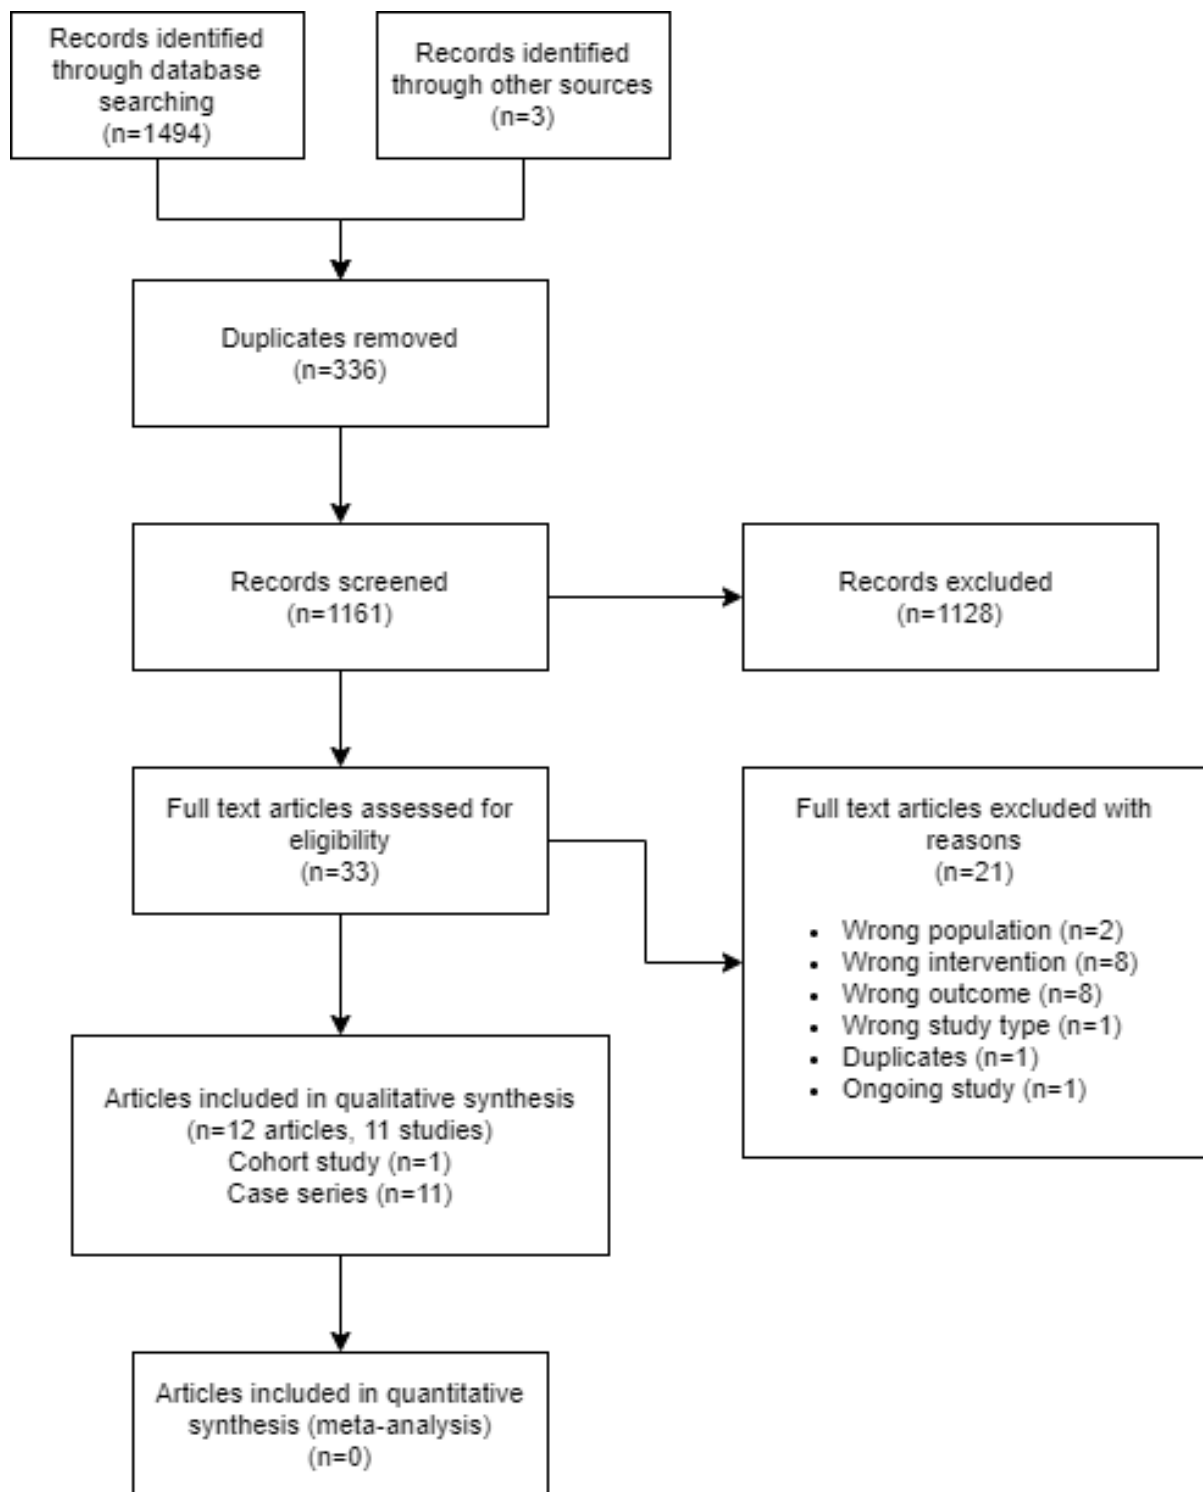 Records identified
through database
searching
(n=1494)
Records identified
through other sources
(n=3)
Duplicates removed
(n=336)
Records screened
(n=1161)
Records excluded
(n=1128)
Full text articles assessed for
eligibility
(n=33)
Full text articles excluded with
reasons
(n=21)
• Wrong population (n=2)
• Wrong intervention (n=8)
• Wrong outcome (n=8)
• Wrong study type (n=1)
• Duplicates (n=1)
• Ongoing study (n=1)
Articles included in qualitative synthesis
(n=12 articles, 11 studies)
Cohort study (n=1)
Case series (n=11)
Articles included in quantitative
synthesis (meta-analysis)
(n=0)